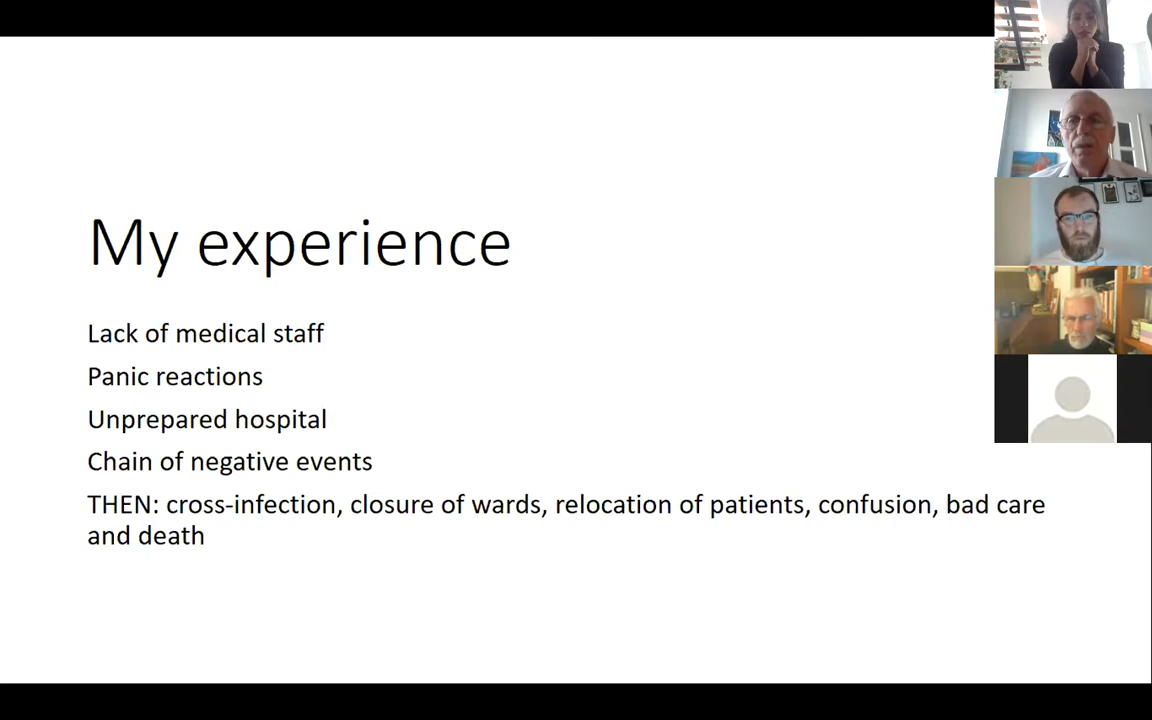 My experience
Lack of medical staff
Panic reactions
Unprepared hospital
Chain of negative events
THEN: cross-infection, closure of wards, relocation of patients, confusion, bad care
and death